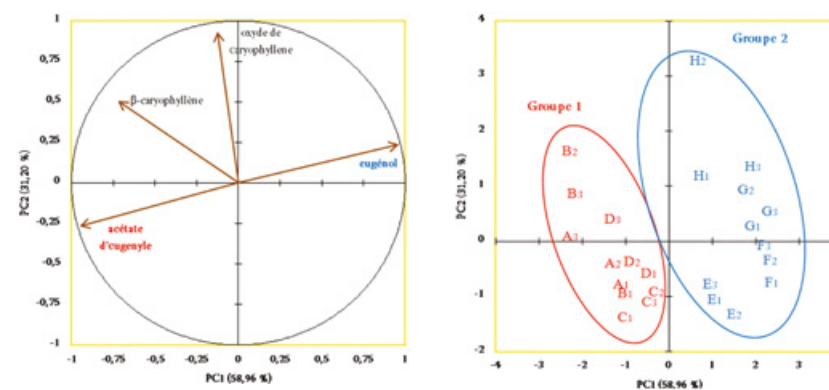 1
0,75
0,5
0,25
0
-0,25
-0,5
-0,75
-1
PC2 (31,20 %)
oxyde de
caryophyllene
β-caryophyllène
eugénol
acétate
d'eugenyle
-1
-0,75
-0,5
-0,25
0
0,25
0,5
0,75
1
PC1 (58,96 %)
4
3
2
1
0
-1
-2
PC2 (31,20 %)
Groupe 2
H2
Groupe 1
B2
B3
H1
H3
G2
D3
G3
A3
G1
F3
A2
D2
D1
F2
A1
B1
C2
C3
C1
E3
F1
E1
E2
-4
-3
-2
-1
0
1
2
3
4
PC1 (58,96 %)